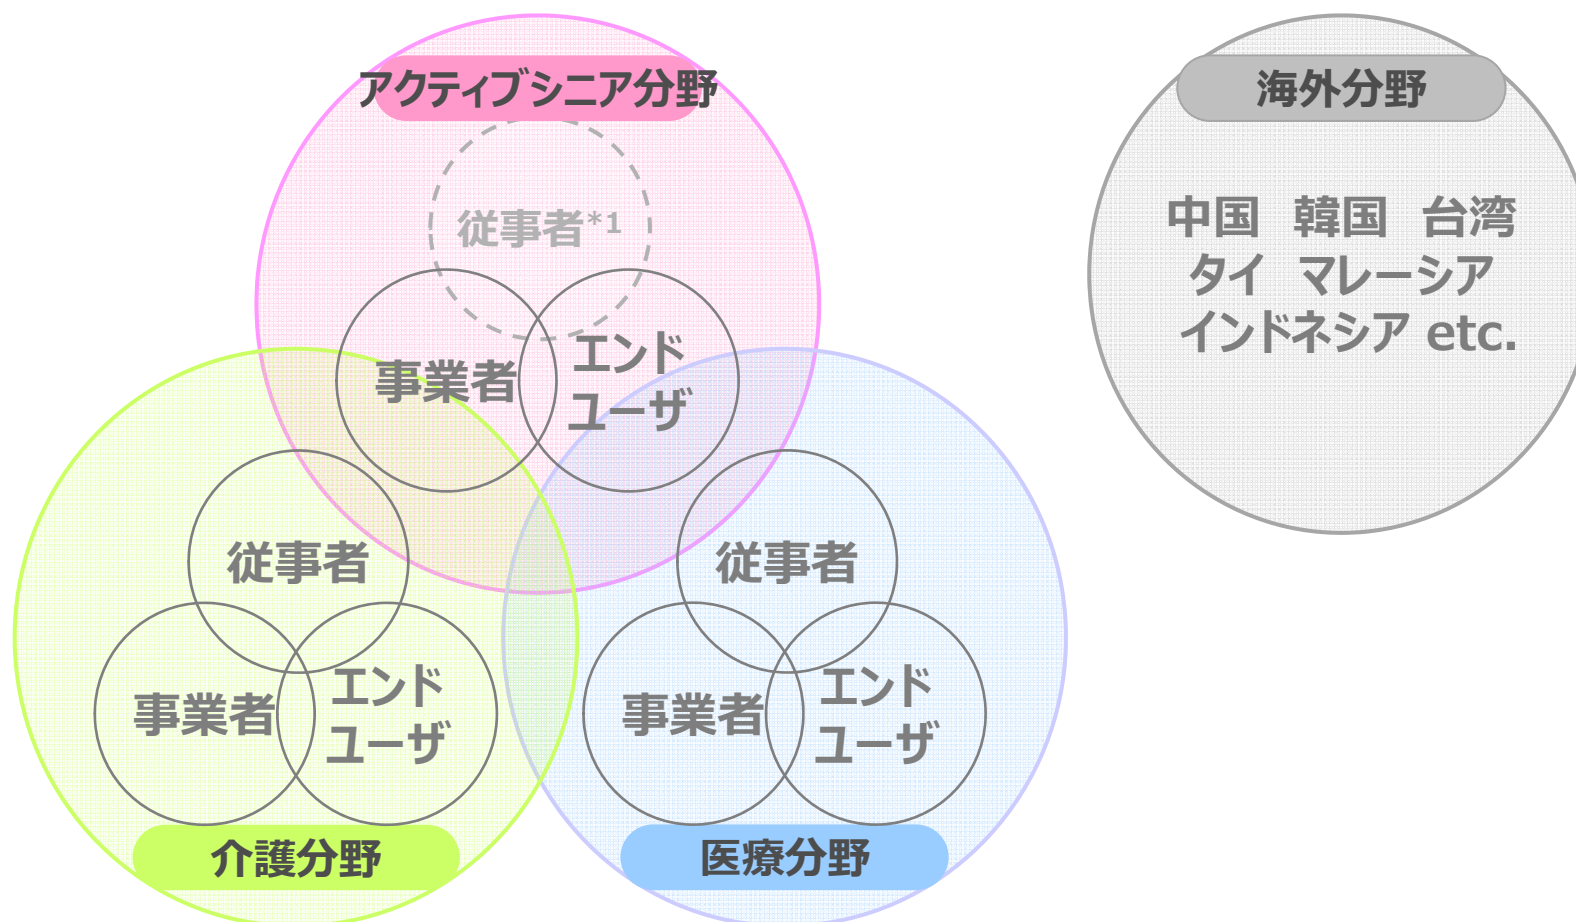 アクティブシニア分野
従事者*1
事業者
エンド
ユーザ
従事者
事業者
エンド
ユーザ
介護分野
従事者
事業者
エンド
ユーザ
医療分野
海外分野
中国 韓国 台湾
タイ マレーシア
インドネシア etc.